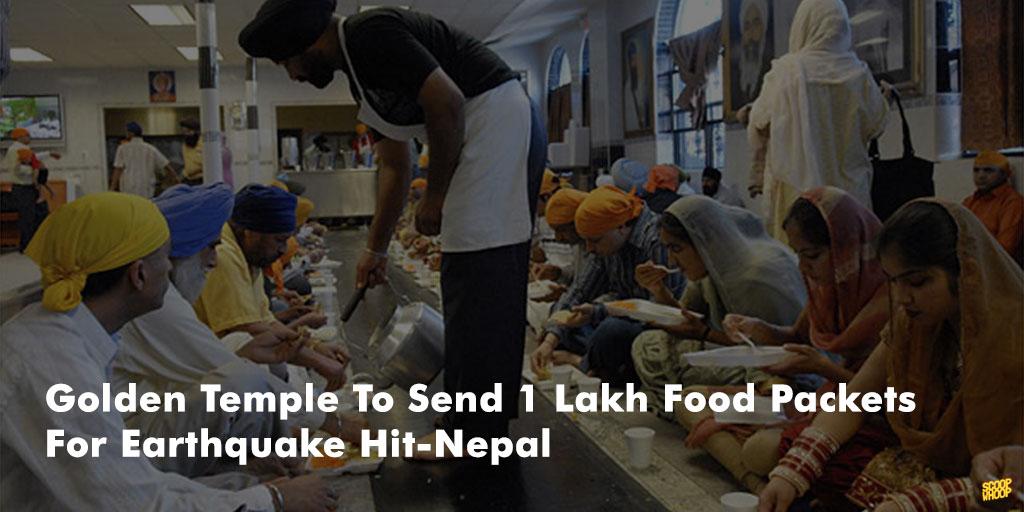 Golden Temple To Send 1 Lakh Food Packets
For Earthquake Hit-Nepal
SCOOP
WHOOP